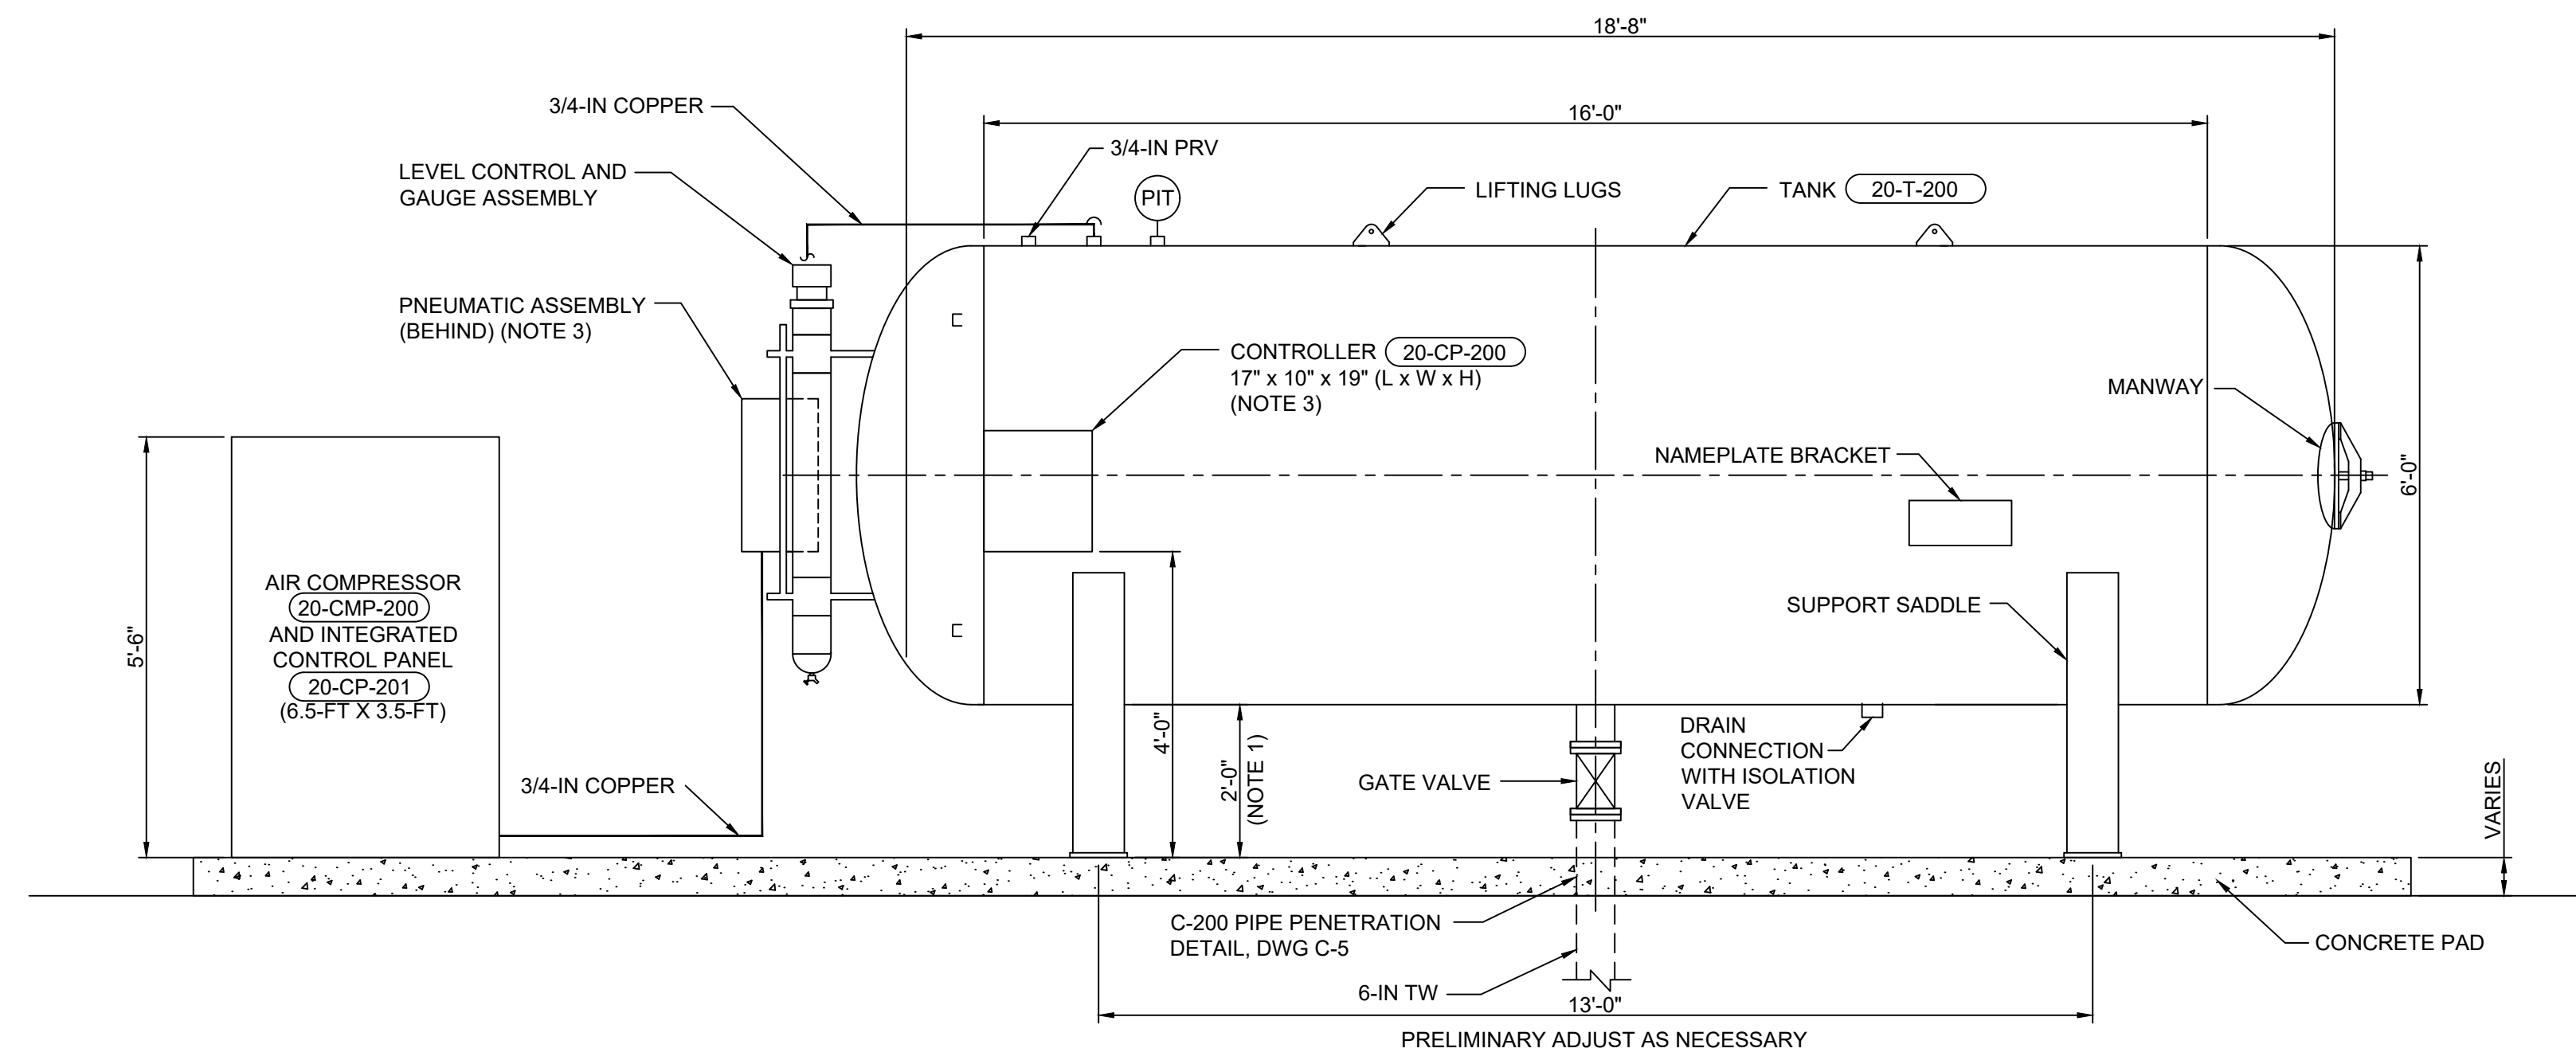 18'-8"
3/4-IN COPPER
16'-0"
3/4-IN PRV
LEVEL CONTROL AND
GAUGE ASSEMBLY
PIT
LIFTING LUGS
TANK 20-T-200
PNEUMATIC ASSEMBLY
(BEHIND) (NOTE 3)
CONTROLLER 20-CP-200
17" x 10" x 19" (L x W x H)
(NOTE 3)
MANWAY
NAMEPLATE BRACKET
6'-0"
AIR COMPRESSOR
20-CMP-200
AND INTEGRATED
CONTROL PANEL
20-CP-201
(6.5-FT X 3.5-FT)
5'-6"
SUPPORT SADDLE
4'-0"
2'-0"
(NOTE 1)
3/4-IN COPPER
GATE VALVE
DRAIN
CONNECTION
WITH ISOLATION
VALVE
VARIES
C-200 PIPE PENETRATION
DETAIL, DWG C-5
CONCRETE PAD
6-IN TW
13'-0"
PRELIMINARY ADJUST AS NECESSARY